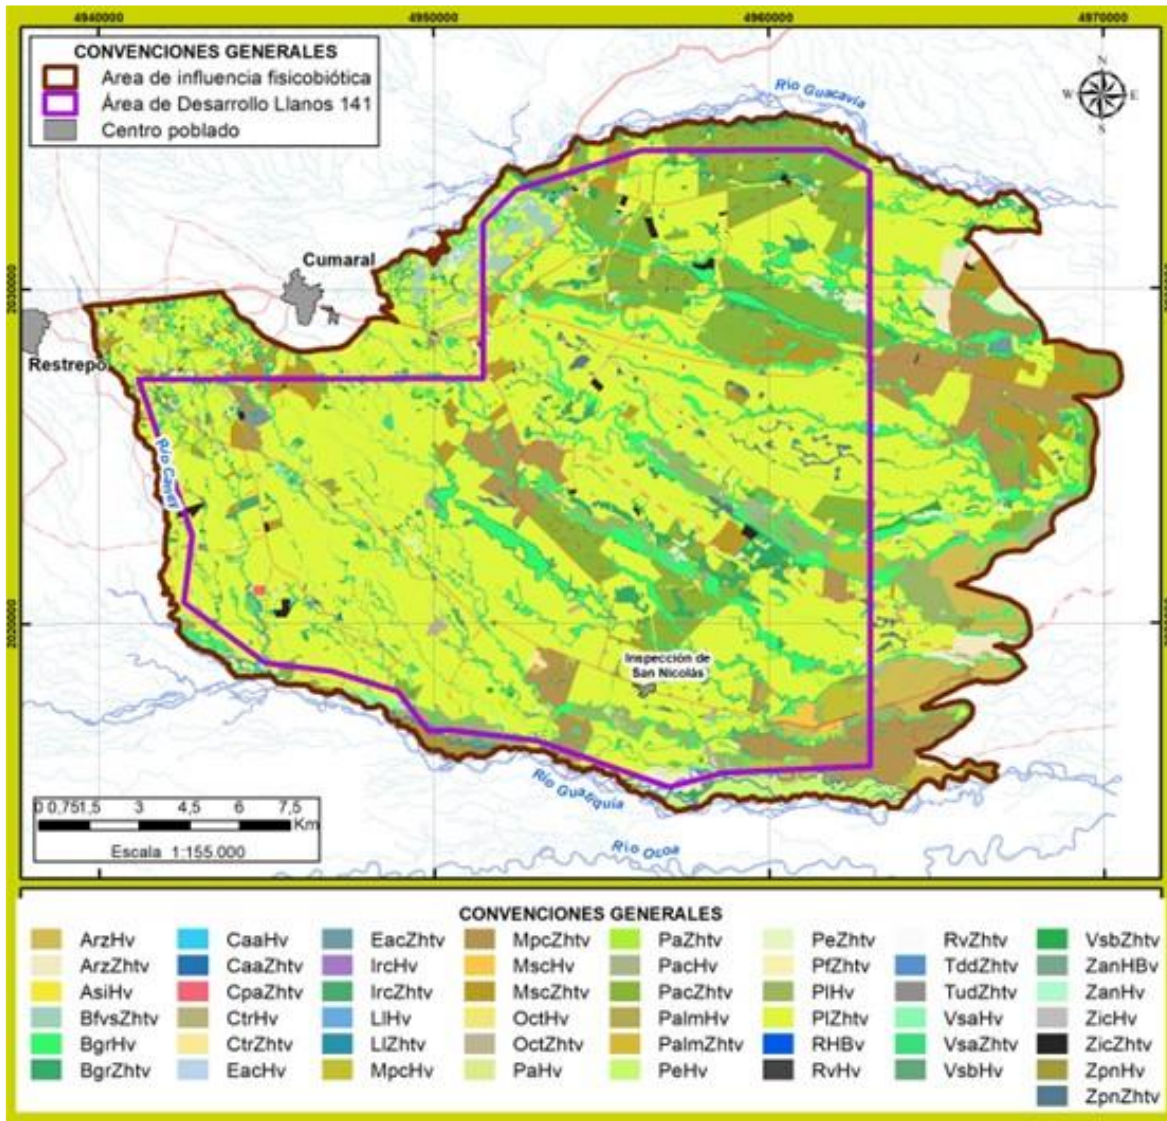 4940000 4950000 4960000 4970000
CONVENCIONES GENERALES
Area de influencia fisicobiótica
Área de Desarrollo Llanos 141
Centro poblado
Río Guacavía
N
W E
S
Cumaral
2030000
Restrepo
Río Caney
2020000
Inspección de
San Nicolás
Río Guatiquía
Río Ocoa
0 0,751,5 3 4,5 6 7,5
Km
Escala 1:155.000
CONVENCIONES GENERALES
ArzHv CaaHv EacZhtv MpcZhtv PaZhtv PeZhtv RvZhtv VsbZhtv
ArzZhtv CaaZhtv IrcHv MscHv PacHv PfZhtv TddZhtv ZanHBv
AsiHv CpaZhtv IrcZhtv MscZhtv PacZhtv PlHv TudZhtv ZanHv
BfvsZhtv CtrHv LlHv OctHv PalmHv PlZhtv VsaHv ZicHv
BgrHv CtrZhtv LlZhtv OctZhtv PalmZhtv RHBv VsaZhtv ZicZhtv
BgrZhtv EacHv MpcHv PaHv PeHv RvHv VsbHv ZpnHv
ZpnZhtv